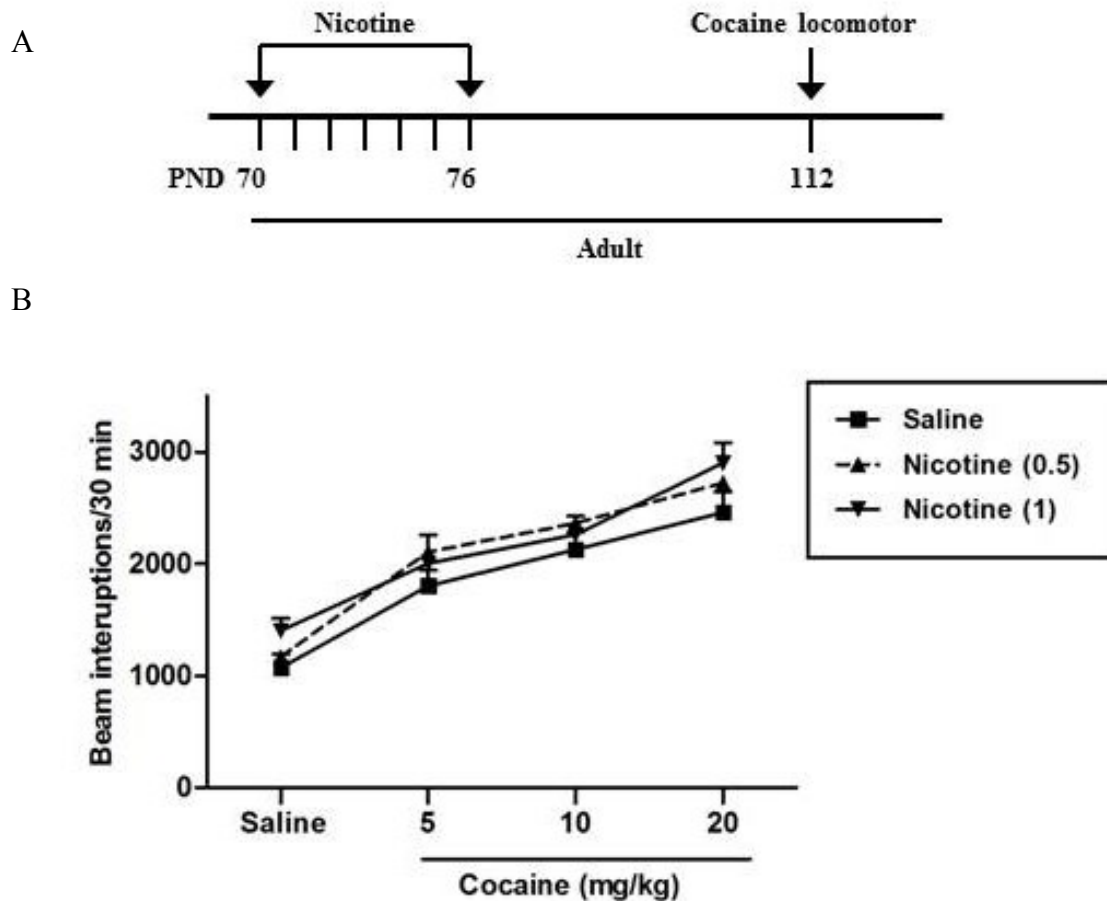 A
Nicotine Cocaine locomotor
PND 70 76 112
Adult
B
Beam interuptions/30 min
3000
2000
1000
0
Saline 5 10 20
Cocaine (mg/kg)
Saline
Nicotine (0.5)
Nicotine (1)